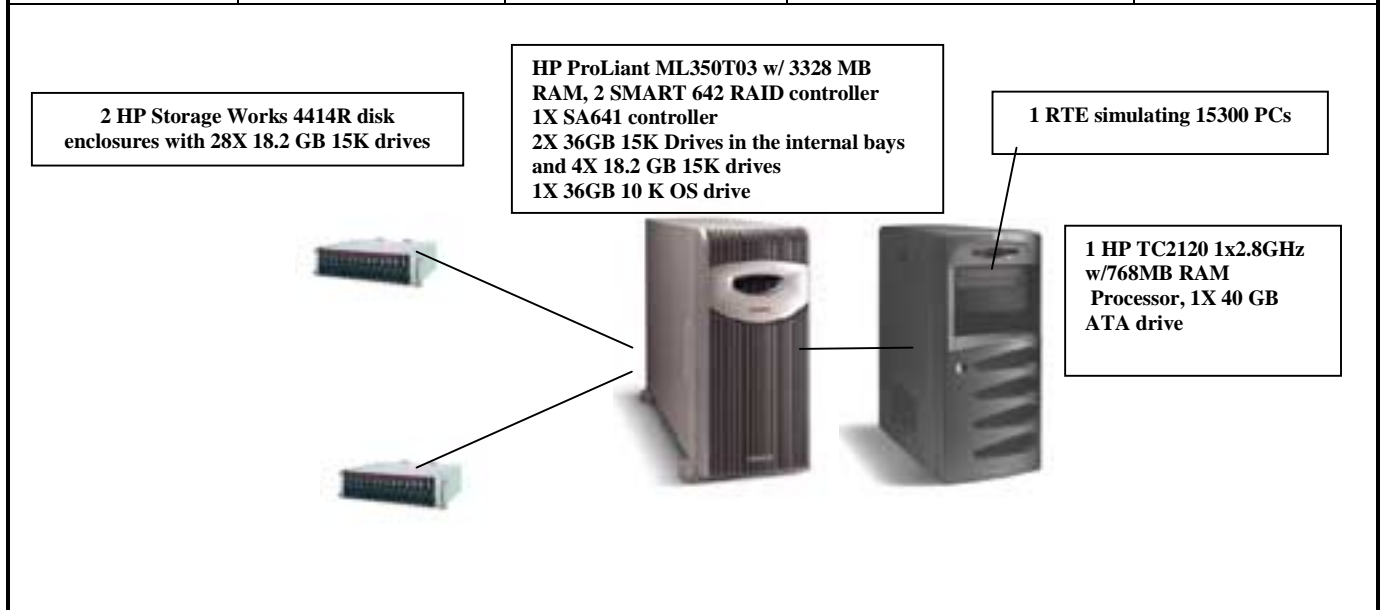 2 HP Storage Works 4414R disk
enclosures with 28X 18.2 GB 15K drives
HP ProLiant ML350T03 w/ 3328 MB
RAM, 2 SMART 642 RAID controller
1X SA641 controller
2X 36GB 15K Drives in the internal bays
and 4X 18.2 GB 15K drives
1X 36GB 10 K OS drive
1 RTE simulating 15300 PCs
1 HP TC2120 1x2.8GHz
w/768MB RAM
Processor, 1X 40 GB
ATA drive